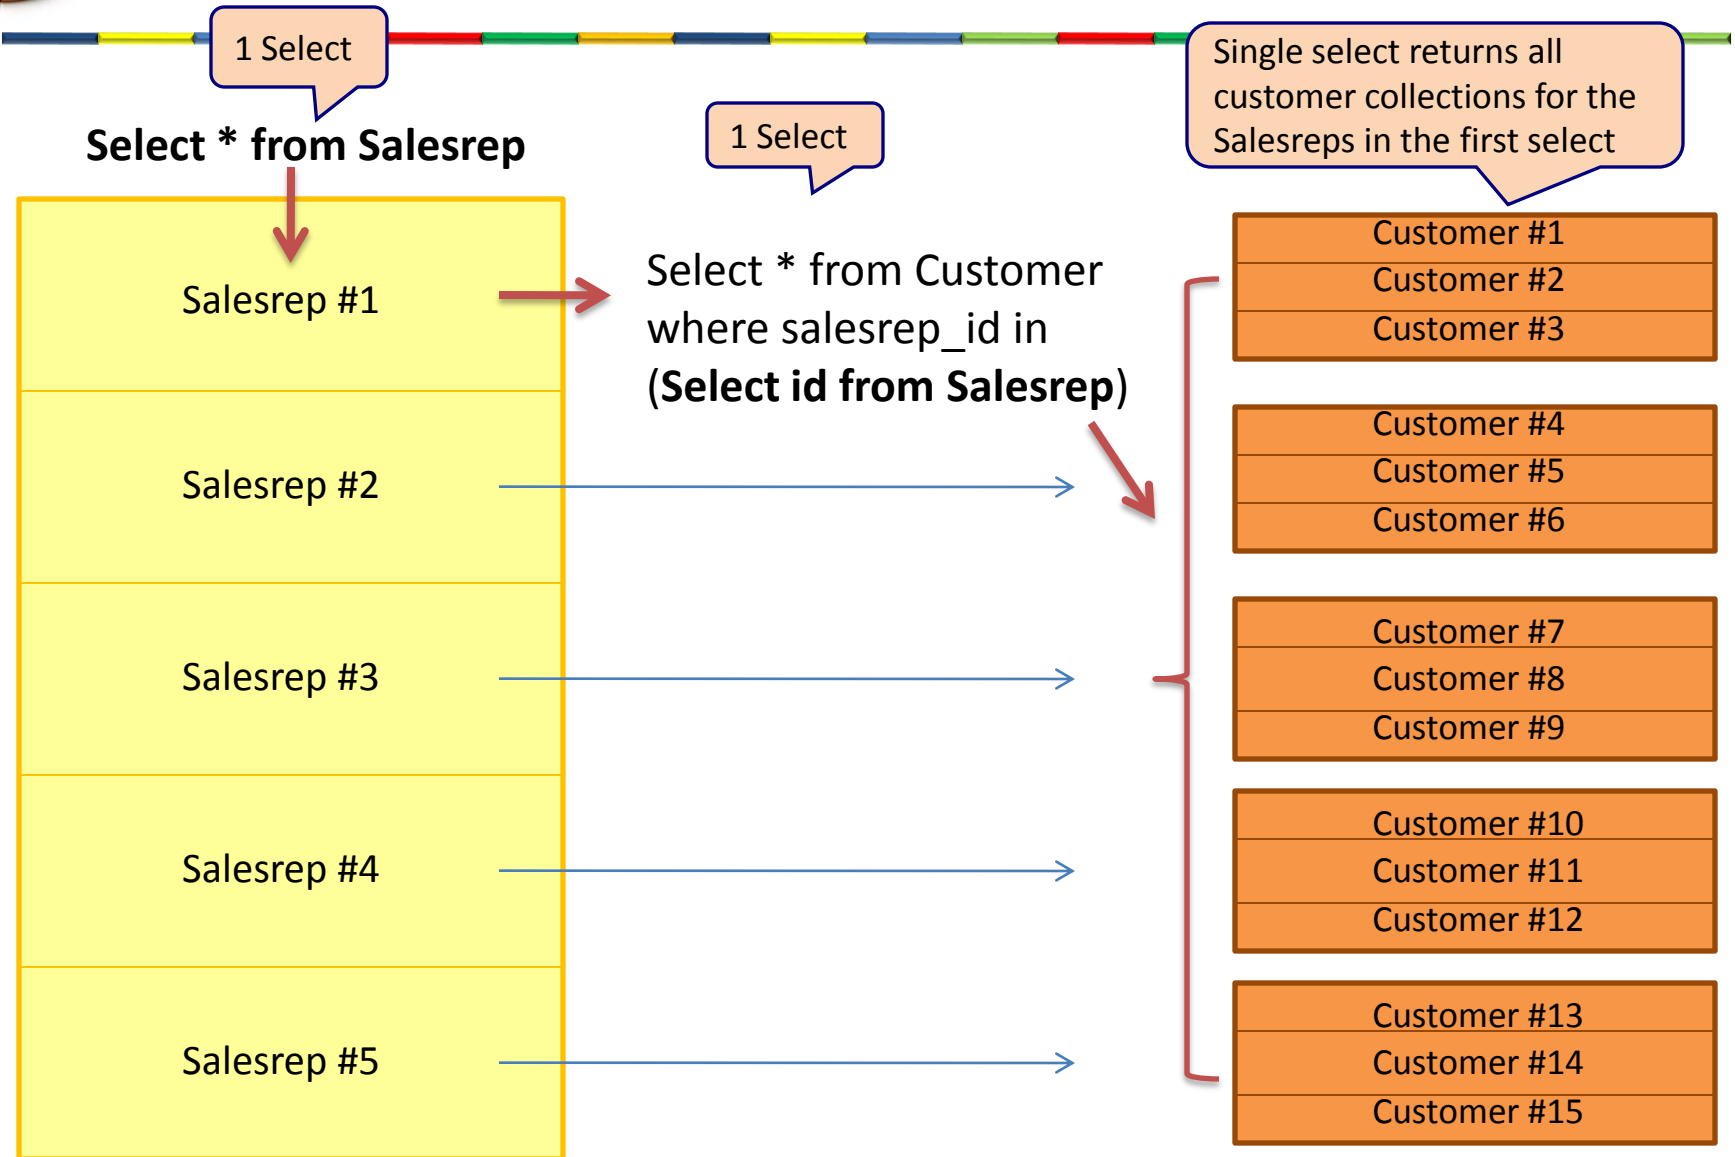 1 Select
Single select returns all
customer collections for the
Salesreps in the first select
1 Select
Select * from Salesrep
Salesrep #1
Salesrep #2
Salesrep #3
Salesrep #4
Salesrep #5
Select * from Customer
where salesrep_id in
(Select id from Salesrep)
Customer #1
Customer #2
Customer #3
Customer #4
Customer #5
Customer #6
Customer #7
Customer #8
Customer #9
Customer #10
Customer #11
Customer #12
Customer #13
Customer #14
Customer #15